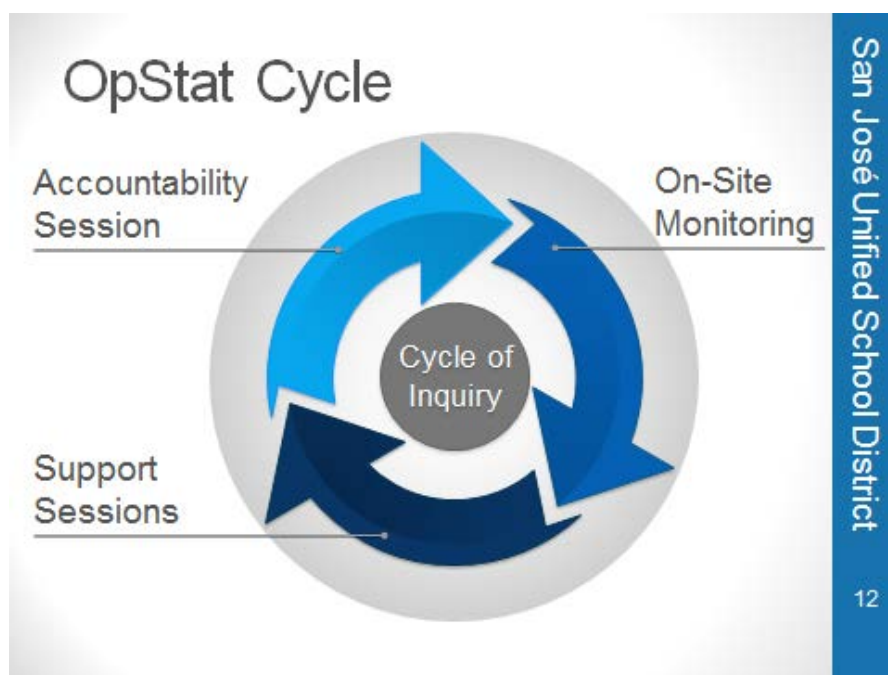 OpStat Cycle
Accountability
Session
On-Site
Monitoring
Cycle of
Inquiry
Support
Sessions
San José Unified School District
12